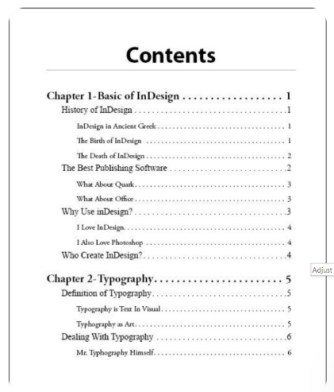 Contents
Chapter 1-Basic of InDesign . . . . . . . . . . . . . . . . . . 1
History of InDesign . . . . . . . . . . . . . . . . . . . . . . . . . .1
InDesign in Ancient Greek . . . . . . . . . . . . . . . . . . . . . . . . . . 1
The Birth of InDesign . . . . . . . . . . . . . . . . . . . . . . . . . . . . 1
The Death of InDesign . . . . . . . . . . . . . . . . . . . . . . . . . . . 2
The Best Publishing Software . . . . . . . . . . . . . . . . . . . .2
What About Quark . . . . . . . . . . . . . . . . . . . . . . . . . . . . . . 3
What About Office . . . . . . . . . . . . . . . . . . . . . . . . . . . . . . 3
Why Use inDesign? . . . . . . . . . . . . . . . . . . . . . . . . . . .3
I Love InDesign . . . . . . . . . . . . . . . . . . . . . . . . . . . . . . . . 4
I Also Love Photoshop . . . . . . . . . . . . . . . . . . . . . . . . . . . 4
Who Create InDesign? . . . . . . . . . . . . . . . . . . . . . . . . .4
Adjust
Chapter 2-Typography . . . . . . . . . . . . . . . . . . . . . . . 5
Definition of Typography . . . . . . . . . . . . . . . . . . . . . . .5
Typography is Text In Visual . . . . . . . . . . . . . . . . . . . . . . . . 5
Typhography as Art . . . . . . . . . . . . . . . . . . . . . . . . . . . . . 5
Dealing With Typography . . . . . . . . . . . . . . . . . . . . . .6
Mr. Typhography Himself . . . . . . . . . . . . . . . . . . . . . . . . . 6